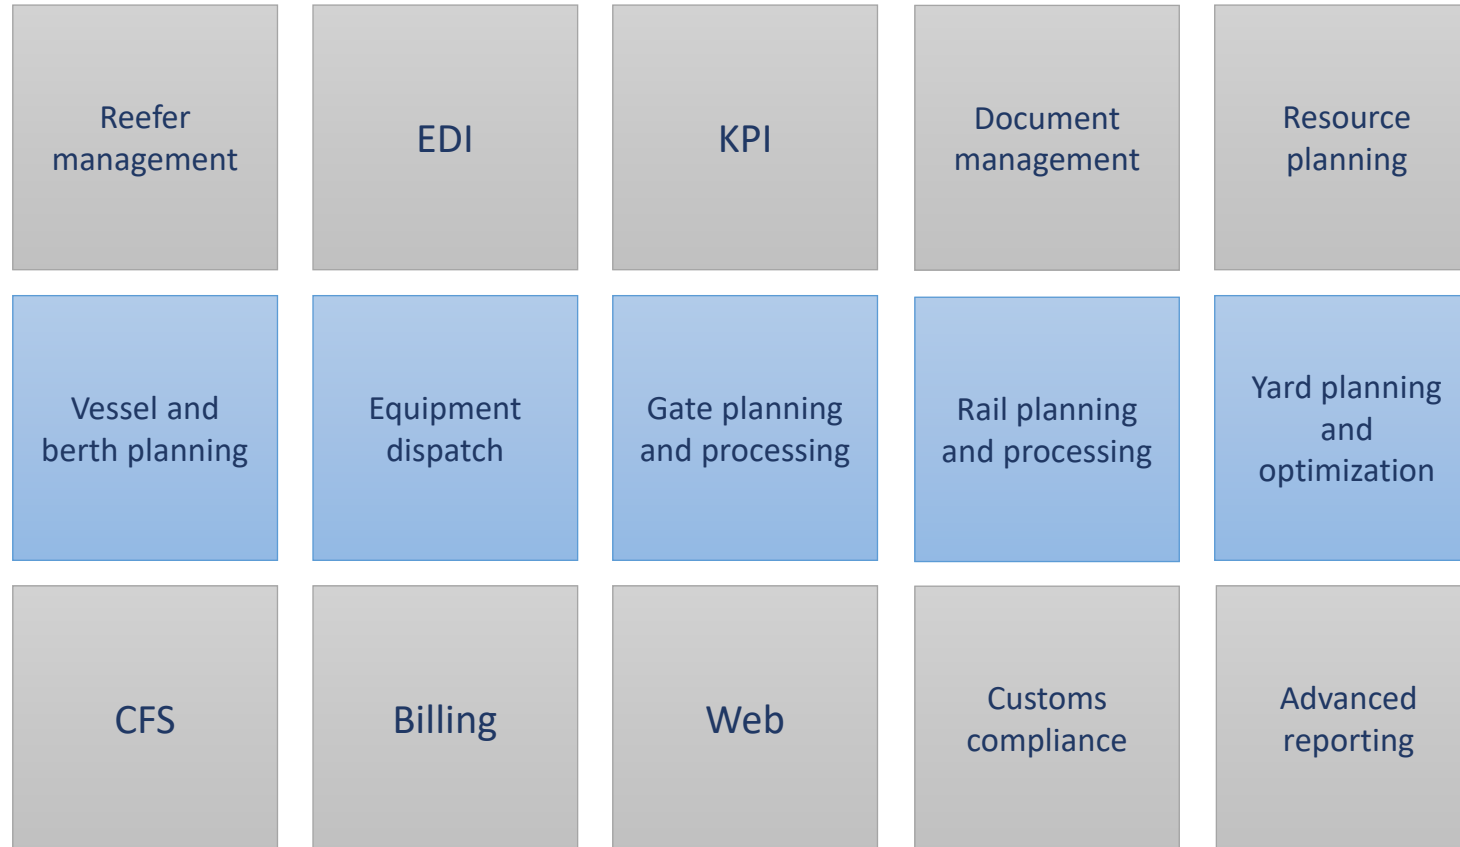 Reefer
management
EDI
KPI
Document
management
Resource
planning
Vessel and
berth planning
Equipment
dispatch
Gate planning
and processing
Rail planning
and processing
Yard planning
and
optimization
CFS
Billing
Web
Customs
compliance
Advanced
reporting